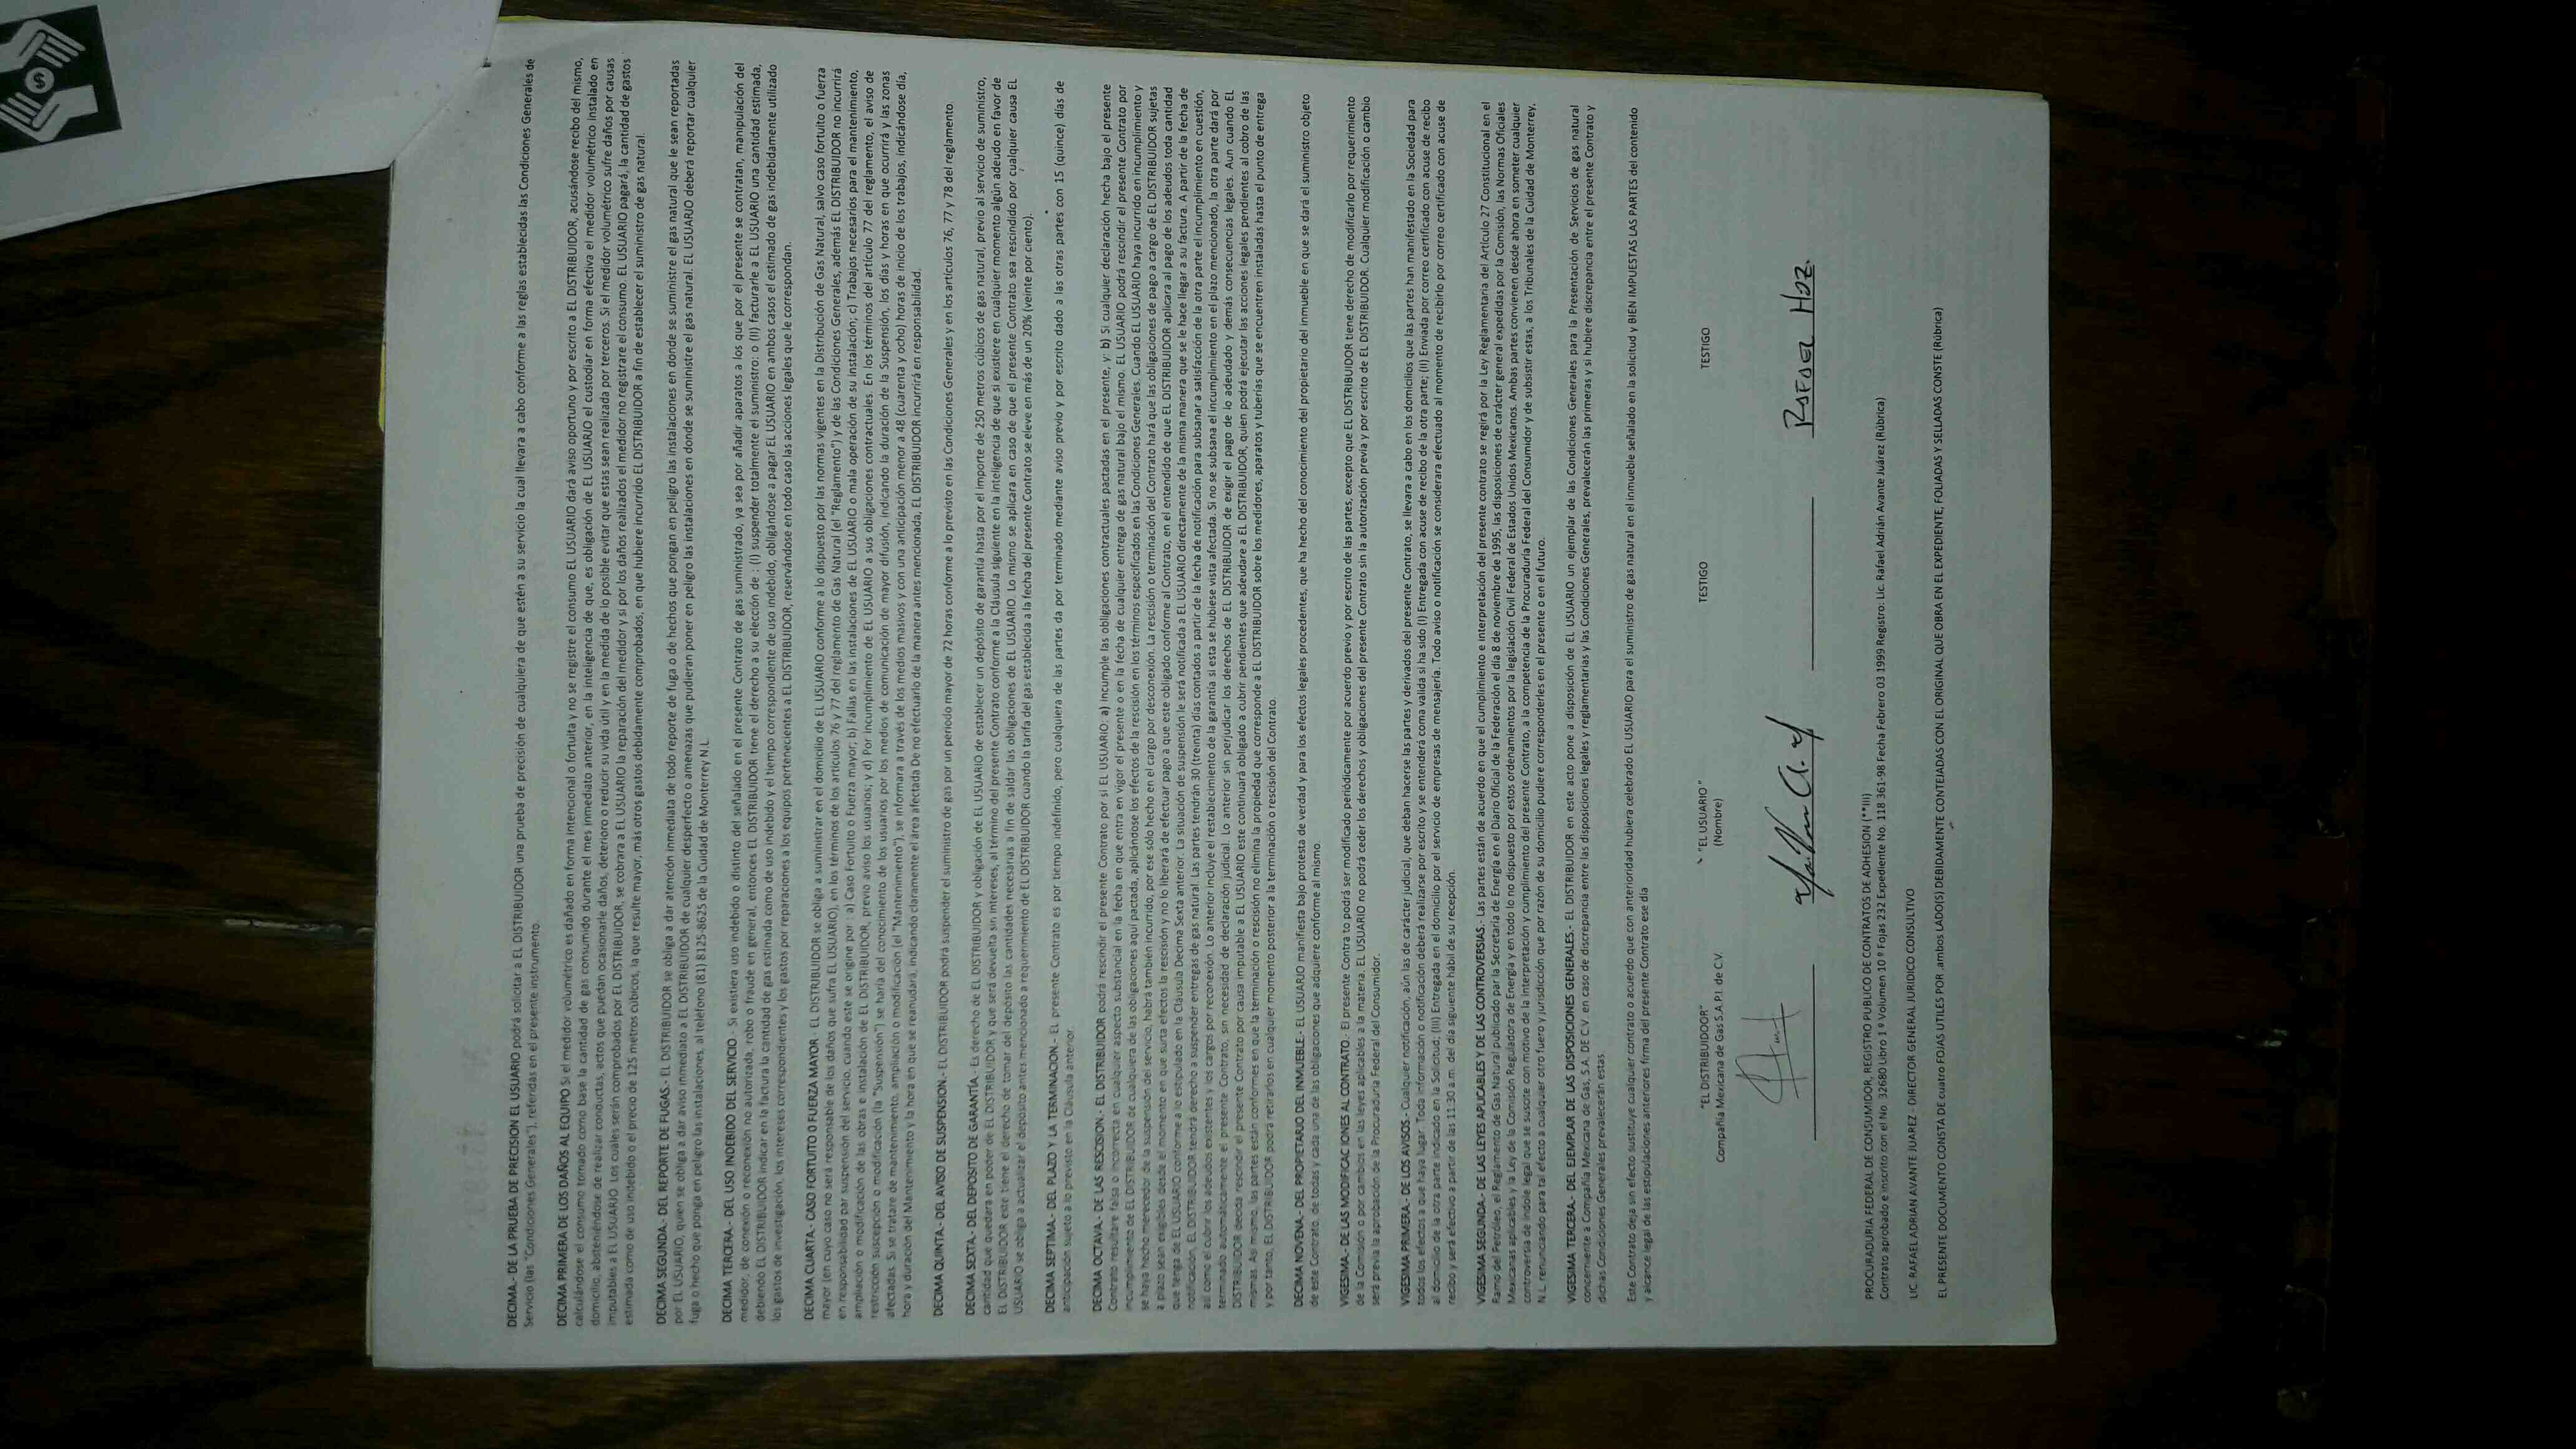 DECIMA.- DE LA PRUEBA DE PRECISION EL USUARIO podrá solicitar a EL DISTRIBUIDOR una prueba de precisión de cualquiera de que estén a su servicio la cual llevara a cabo conforme a las reglas establecidas las Condiciones Generales de
Servicio (las "Condiciones Generales"), referidas en el presente instrumento.
DECIMA PRIMERA DE LOS DAÑOS AL EQUIPO Si el medidor volumétrico es dañado en forma intencional o fortuita y no se registre el consumo EL USUARIO dará aviso oportuno y por escrito a EL DISTRIBUIDOR, acusándose recibo del mismo,
calculándose el consumo tomado como base la cantidad de gas consumido durante el mes inmediato anterior, en la inteligencia de que, es obligación de EL USUARIO el custodiar en forma efectiva el medidor volumétrico instalado en
domicilio, absteniéndose de realizar conductas, actos que puedan ocasionarle daños, deterioro o reducir su vida útil y en la medida de lo posible evitar que estas sean realizada por terceros. Si el medidor volumétrico sufre daños por causas
imputables a EL USUARIO. Los cuales serán comprobados por EL DISTRIBUIDOR, se cobrara a EL USUARIO la reparación del medidor y si por los daños realizados el medidor no registrare el consumo. EL USUARIO pagará, la cantidad de gastos
estimada como de uso indebido o el precio de 125 metros cúbicos, la que resulte mayor, más otros gastos debidamente comprobados, en que hubiere incurrido EL DISTRIBUIDOR a fin de establecer el suministro de gas natural.
DECIMA SEGUNDA.- DEL REPORTE DE FUGAS.- EL DISTRIBUIDOR se obliga a dar atención inmediata de todo reporte de fuga o de hechos que pongan en peligro las instalaciones en donde se suministre el gas natural que le sean reportadas
por EL USUARIO, quien se obliga a dar aviso inmediato a EL DISTRIBUIDOR de cualquier desperfecto o amenazas que pudieran poner en peligro las instalaciones en donde se suministre el gas natural. EL USUARIO deberá reportar cualquier
fuga o hecho que ponga en peligro las instalaciones, al teléfono (81) 8125-8625 de la Cuidad de Monterrey N.L
DECIMA TERCERA.- DEL USO INDEBIDO DEL SERVICIO.- Si existiera uso indebido o distinto del señalado en el presente Contrato de gas suministrado, ya sea por añadir aparatos a los que por el presente se contratan, manipulación del
medidor, de conexión o reconexión no autorizada, robo o fraude en general, entonces EL DISTRIBUIDOR tiene el derecho a su elección de : (I) suspender totalmente el suministro: o (II) facturarle a EL USUARIO una cantidad estimada,
debiendo EL DISTRIBUIDOR indicar en la factura la cantidad de gas estimada como de uso indebido y el tiempo correspondiente de uso indebido, obligándose a pagar EL USUARIO en ambos casos el estimado de gas indebidamente utilizado
los gastos de investigación, los intereses correspondientes y los gastos por reparaciones a los equipos pertenecientes a EL DISTRIBUIDOR, reservándose en todo caso las acciones legales que le correspondan.
DECIMA CUARTA.- CASO FORTUITO O FUERZA MAYOR.- EL DISTRIBUIDOR se obliga a suministrar en el domicilio de EL USUARIO conforme a lo dispuesto por las normas vigentes en la Distribución de Gas Natural, salvo caso fortuito o fuerza
mayor (en cuyo caso no será responsable de los daños que sufra EL USUARIO), en los términos de los artículos 76 y 77 del reglamento de Gas Natural (el "Reglamento") y de las Condiciones Generales, además EL DISTRIBUIDOR no incurrirá
en responsabilidad par suspensión del servicio, cuando este se origine por : a) Caso Fortuito o Fuerza mayor; b) Fallas en las instalaciones de EL USUARIO o mala operación de su instalación; c) Trabajos necesarios para el mantenimiento,
ampliación o modificación de las obras e instalación de EL DISTRIBUIDOR, previo aviso los usuarios; y d) Por incumplimiento de EL USUARIO a sus obligaciones contractuales. En los términos del artículo 77 del reglamento, el aviso de
restricción suscepción o modificación (la "Suspensión") se haría del conocimiento de los usuarios por los medios de comunicación de mayor difusión, indicando la duración de la Suspensión, los días y horas en que ocurrirá y las zonas
afectadas. Si se tratare de mantenimiento, ampliación o modificación (el "Mantenimiento"), se informara a través de los medios masivos y con una anticipación menor a 48 (cuarenta y ocho) horas de inicio de los trabajos, indicándose día,
hora y duración del Mantenimiento y la hora en que se reanudará, indicando claramente el área afectada De no efectuarlo de la manera antes mencionada, EL DISTRIBUIDOR incurrirá en responsabilidad.
DECIMA QUINTA.- DEL AVISO DE SUSPENSION.- EL DISTRIBUIDOR podrá suspender el suministro de gas por un periodo mayor de 72 horas conforme a lo previsto en las Condiciones Generales y en los artículos 76, 77 y 78 del reglamento
DECIMA SEXTA.- DEL DEPOSITO DE GARANTÍA.- Es derecho de EL DISTRIBUIDOR y obligación de EL USUARIO de establecer un depósito de garantía hasta por el importe de 250 metros cúbicos de gas natural, previo al servicio de suministro,
cantidad que quedara en poder de EL DISTRIBUIDOR y que será devuelta sin intereses, al término del presente Contrato conforme a la Cláusula siguiente en la inteligencia de que si existiere en cualquier momento algún adeudo en favor de
EL DISTRIBUIDOR este tiene el derecho de tomar del depósito las cantidades necesarias a fin de saldar las obligaciones de EL USUARIO. Lo mismo se aplicara en caso de que el presente Contrato sea rescindido por cualquier causa EL
USUARIO se obliga a actualizar el depósito antes mencionado a requerimiento de EL DISTRIBUIDOR cuando la tarifa del gas establecida a la fecha del presente Contrato se eleve en más de un 20% (veinte por ciento).
DECIMA SEPTIMA.- DEL PLAZO Y LA TERMINACION.- EL presente Contrato es por tiempo indefinido, pero cualquiera de las partes da por terminado mediante aviso previo y por escrito dado a las otras partes con 15 (quince) días de
anticipación sujeto a lo previsto en la Cláusula anterior.
DECIMA OCTAVA.- DE LAS RESCISION.- EL DISTRIBUIDOR podrá rescindir el presente Contrato por si EL USUARIO: a) incumple las obligaciones contractuales pactadas en el presente, y: b) Si cualquier declaración hecha bajo el presente
Contrato resultare falsa o incorrecta en cualquier aspecto substancial en la fecha en que entra en vigor el presente o en la fecha de cualquier entrega de gas natural bajo el mismo. EL USUARIO podrá rescindir el presente Contrato por
incumplimiento de EL DISTRIBUIDOR de cualquiera de las obligaciones aquí pactada, aplicándose los efectos de la rescisión en los términos especificados en las Condiciones Generales. Cuando EL USUARIO haya incurrido en incumplimiento y
se haya hecho merecedor de la suspensión del servicio, habrá también incurrido, por ese sólo hecho en el cargo por desconexión. La rescisión o terminación del Contrato hará que las obligaciones de pago a cargo de EL DISTRIBUIDOR sujetas
a plazo sean exigibles desde el momento en que surta efectos la rescisión y no lo liberará de efectuar pago a que este obligado conforme al Contrato, en el entendido de que EL DISTRIBUIDOR aplicara al pago de los adeudos toda cantidad
que tenga de EL USUARIO conforme a lo estipulado en la Cláusula Decima Sexta anterior. La situación de suspensión le será notificada a EL USUARIO directamente de la misma manera que se le hace llegar a su factura. A partir de la fecha de
notificación, EL DISTRIBUIDOR tendrá derecho a suspender entregas de gas natural. Las partes tendrán 30 (trenta) días contados a partir de la fecha de notificación para subsanar a satisfacción de la otra parte el incumplimiento en cuestión,
así como el cubrir los adeudos existentes y los cargos por reconexión. Lo anterior incluye el restablecimiento de la garantía si esta se hubiese vista afectada. Si no se subsana el incumplimiento en el plazo mencionado, la otra parte dará por
terminado automáticamente el presente Contrato, sin necesidad de declaración judicial. Lo anterior sin perjudicar los derechos de EL DISTRIBUIDOR de exigir el pago de lo adeudado y demás consecuencias legales. Aun cuando EL
DISTRIBUIDOR decida rescindir el presente Contrato por causa imputable a EL USUARIO este continuará obligado a cubrir pendientes que adeudare a EL DISTRIBUIDOR, quien podrá ejecutar las acciones legales pendientes al cobro de las
mismas. Así mismo, las partes están conformes en que la terminación o rescisión no elimina la propiedad que corresponde a EL DISTRIBUIDOR sobre los medidores, aparatos y tuberías que se encuentren instaladas hasta el punto de entrega
y por tanto, EL DISTRIBUIDOR podrá retirarlos en cualquier momento posterior a la terminación o rescisión del Contrato.
DECIMA NOVENA.- DEL PROPIETARIO DEL INMUEBLE.- EL USUARIO manifiesta bajo protesta de verdad y para los efectos legales procedentes, que ha hecho del conocimiento del propietario del inmueble en que se dará el suministro objeto
de este Contrato, de todas y cada una de las obligaciones que adquiere conforme al mismo.
VIGESIMA.- DE LAS MODIFICAC IONES AL CONTRATO.- El presente Contra to podrá ser modificado periódicamente por acuerdo previo y por escrito de las partes, excepto que EL DISTRIBUIDOR tiene derecho de modificarlo por requerimiento
de la Comisión o por cambios en las leyes aplicables a la materia. EL USUARIO no podrá ceder los derechos y obligaciones del presente Contrato sin la autorización previa y por escrito de EL DISTRIBUIDOR. Cualquier modificación o cambio
será previa la aprobación de la Procuraduría Federal del Consumidor.
VIGESIMA PRIMERA.- DE LOS AVISOS.- Cualquier notificación, aún las de carácter judicial, que deban hacerse las partes y derivados del presente Contrato, se llevara a cabo en los domicilios que las partes han manifestado en la Sociedad para
todos los efectos a que haya lugar. Toda información o notificación deberá realizarse por escrito y se entenderá coma valida si ha sido (I) Entregada con acuse de recibo de la otra parte; (II) Enviada por correo certificado con acuse de recibo
al domicilio de la otra parte indicado en la Solicitud; (III) Entregada en el domicilio por el servicio de empresas de mensajería. Todo aviso o notificación se considerara efectuado al momento de recibirlo por correo certificado con acuse de
recibo y será efectivo a partir de las 11:30 a.m. del día siguiente hábil de su recepción.
VIGESIMA SEGUNDA.- DE LAS LEYES APLICABLES Y DE LAS CONTROVERSIAS.- Las partes están de acuerdo en que el cumplimiento e interpretación del presente contrato se regirá por la Ley Reglamentaria del Artículo 27 Constitucional en el
Ramo del Petróleo, el Reglamento de Gas Natural publicado par la Secretaría de Energía en el Diario Oficial de la Federación el día 8 de noviembre de 1995, las disposiciones de carácter general expedidas por la Comisión, las Normas Oficiales
Mexicanas aplicables y la Ley de la Comisión Reguladora de Energía y en todo lo no dispuesto por estos ordenamientos por la legislación Civil Federal de Estados Unidos Mexicanos. Ambas partes convienen desde ahora en someter cualquier
controversia de índole legal que se suscite con motivo de la interpretación y cumplimiento del presente Contrato, a la competencia de la Procuraduría Federal del Consumidor y de subsistir estas, a los Tribunales de la Cuidad de Monterrey,
N.L. renunciando para tal efecto a cualquier otro fuero y jurisdicción que por razón de su domicilio pudiere corresponderles en el presente o en el futuro.
VIGESIMA TERCERA.- DEL EJEMPLAR DE LAS DISPOSICIONES GENERALES.- EL DISTRIBUIDOR en este acto pone a disposición de EL USUARIO un ejemplar de las Condiciones Generales para la Presentación de Servicios de gas natural
concerniente a Compañía Mexicana de Gas, S.A. DE C.V. en caso de discrepancia entre las disposiciones legales y reglamentarias y las Condiciones Generales, prevalecerán las primeras y si hubiere discrepancia entre el presente Contrato y
dichas Condiciones Generales prevalecerán estas.
Este Contrato deja sin efecto sustituye cualquier contrato o acuerdo que con anterioridad hubiera celebrado EL USUARIO para el suministro de gas natural en el inmueble señalado en la solicitud y BIEN IMPUESTAS LAS PARTES del contenido
y alcance legal de las estipulaciones anteriores firma del presente Contrato ese día
"EL DISTRIBUIDOR" "EL USUARIO" TESTIGO TESTIGO
Compañía Mexicana de Gas S.A.P.I. de C.V. (Nombre)
Rafael Hdz.
PROCURADURIA FEDERAL DE CONSUMIDOR, REGISTRO PUBLICO DE CONTRATOS DE ADHESION (**III)
Contrato aprobado e inscrito con el No 32680 Libro 1 º Volumen 10 º Fojas 232 Expediente No. 118 361-98 Fecha Febrero 03 1999 Registro: Lic. Rafael Adrián Avante Juárez (Rúbrica)
LIC. RAFAEL ADRIAN AVANTE JUAREZ - DIRECTOR GENERAL JURIDICO CONSULTIVO
EL PRESENTE DOCUMENTO CONSTA DE cuatro FOJAS UTILES POR .ambos LADO(S) DEBIDAMENTE CONTEJADAS CON EL ORIGINAL QUE OBRA EN EL EXPEDIENTE, FOLIADAS Y SELLADAS CONSTE (Rúbrica)